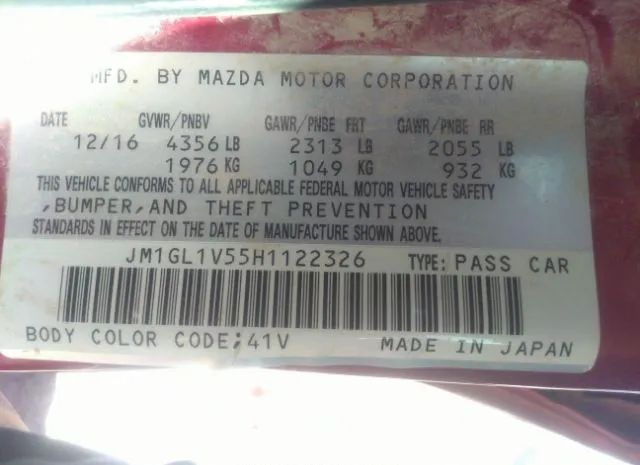 MFD. BY MAZDA MOTOR CORPORATION
DATE GVWR/PNBV GAWR/PNBE FRT GAWR/PNBE RR
12/16 4356 LB 2313 LB 2055 LB
1976 KG 1049 KG 932 KG
THIS VEHICLE CONFORMS TO ALL APPLICABLE FEDERAL MOTOR VEHICLE SAFETY
,BUMPER,AND THEFT PREVENTION
STANDARDS IN EFFECT ON THE DATE OF MANUFACTURE SHOWN ABOVE.
JM1GL1V55H1122326 TYPE: PASS CAR
BODY COLOR CODE;41V MADE IN JAPAN